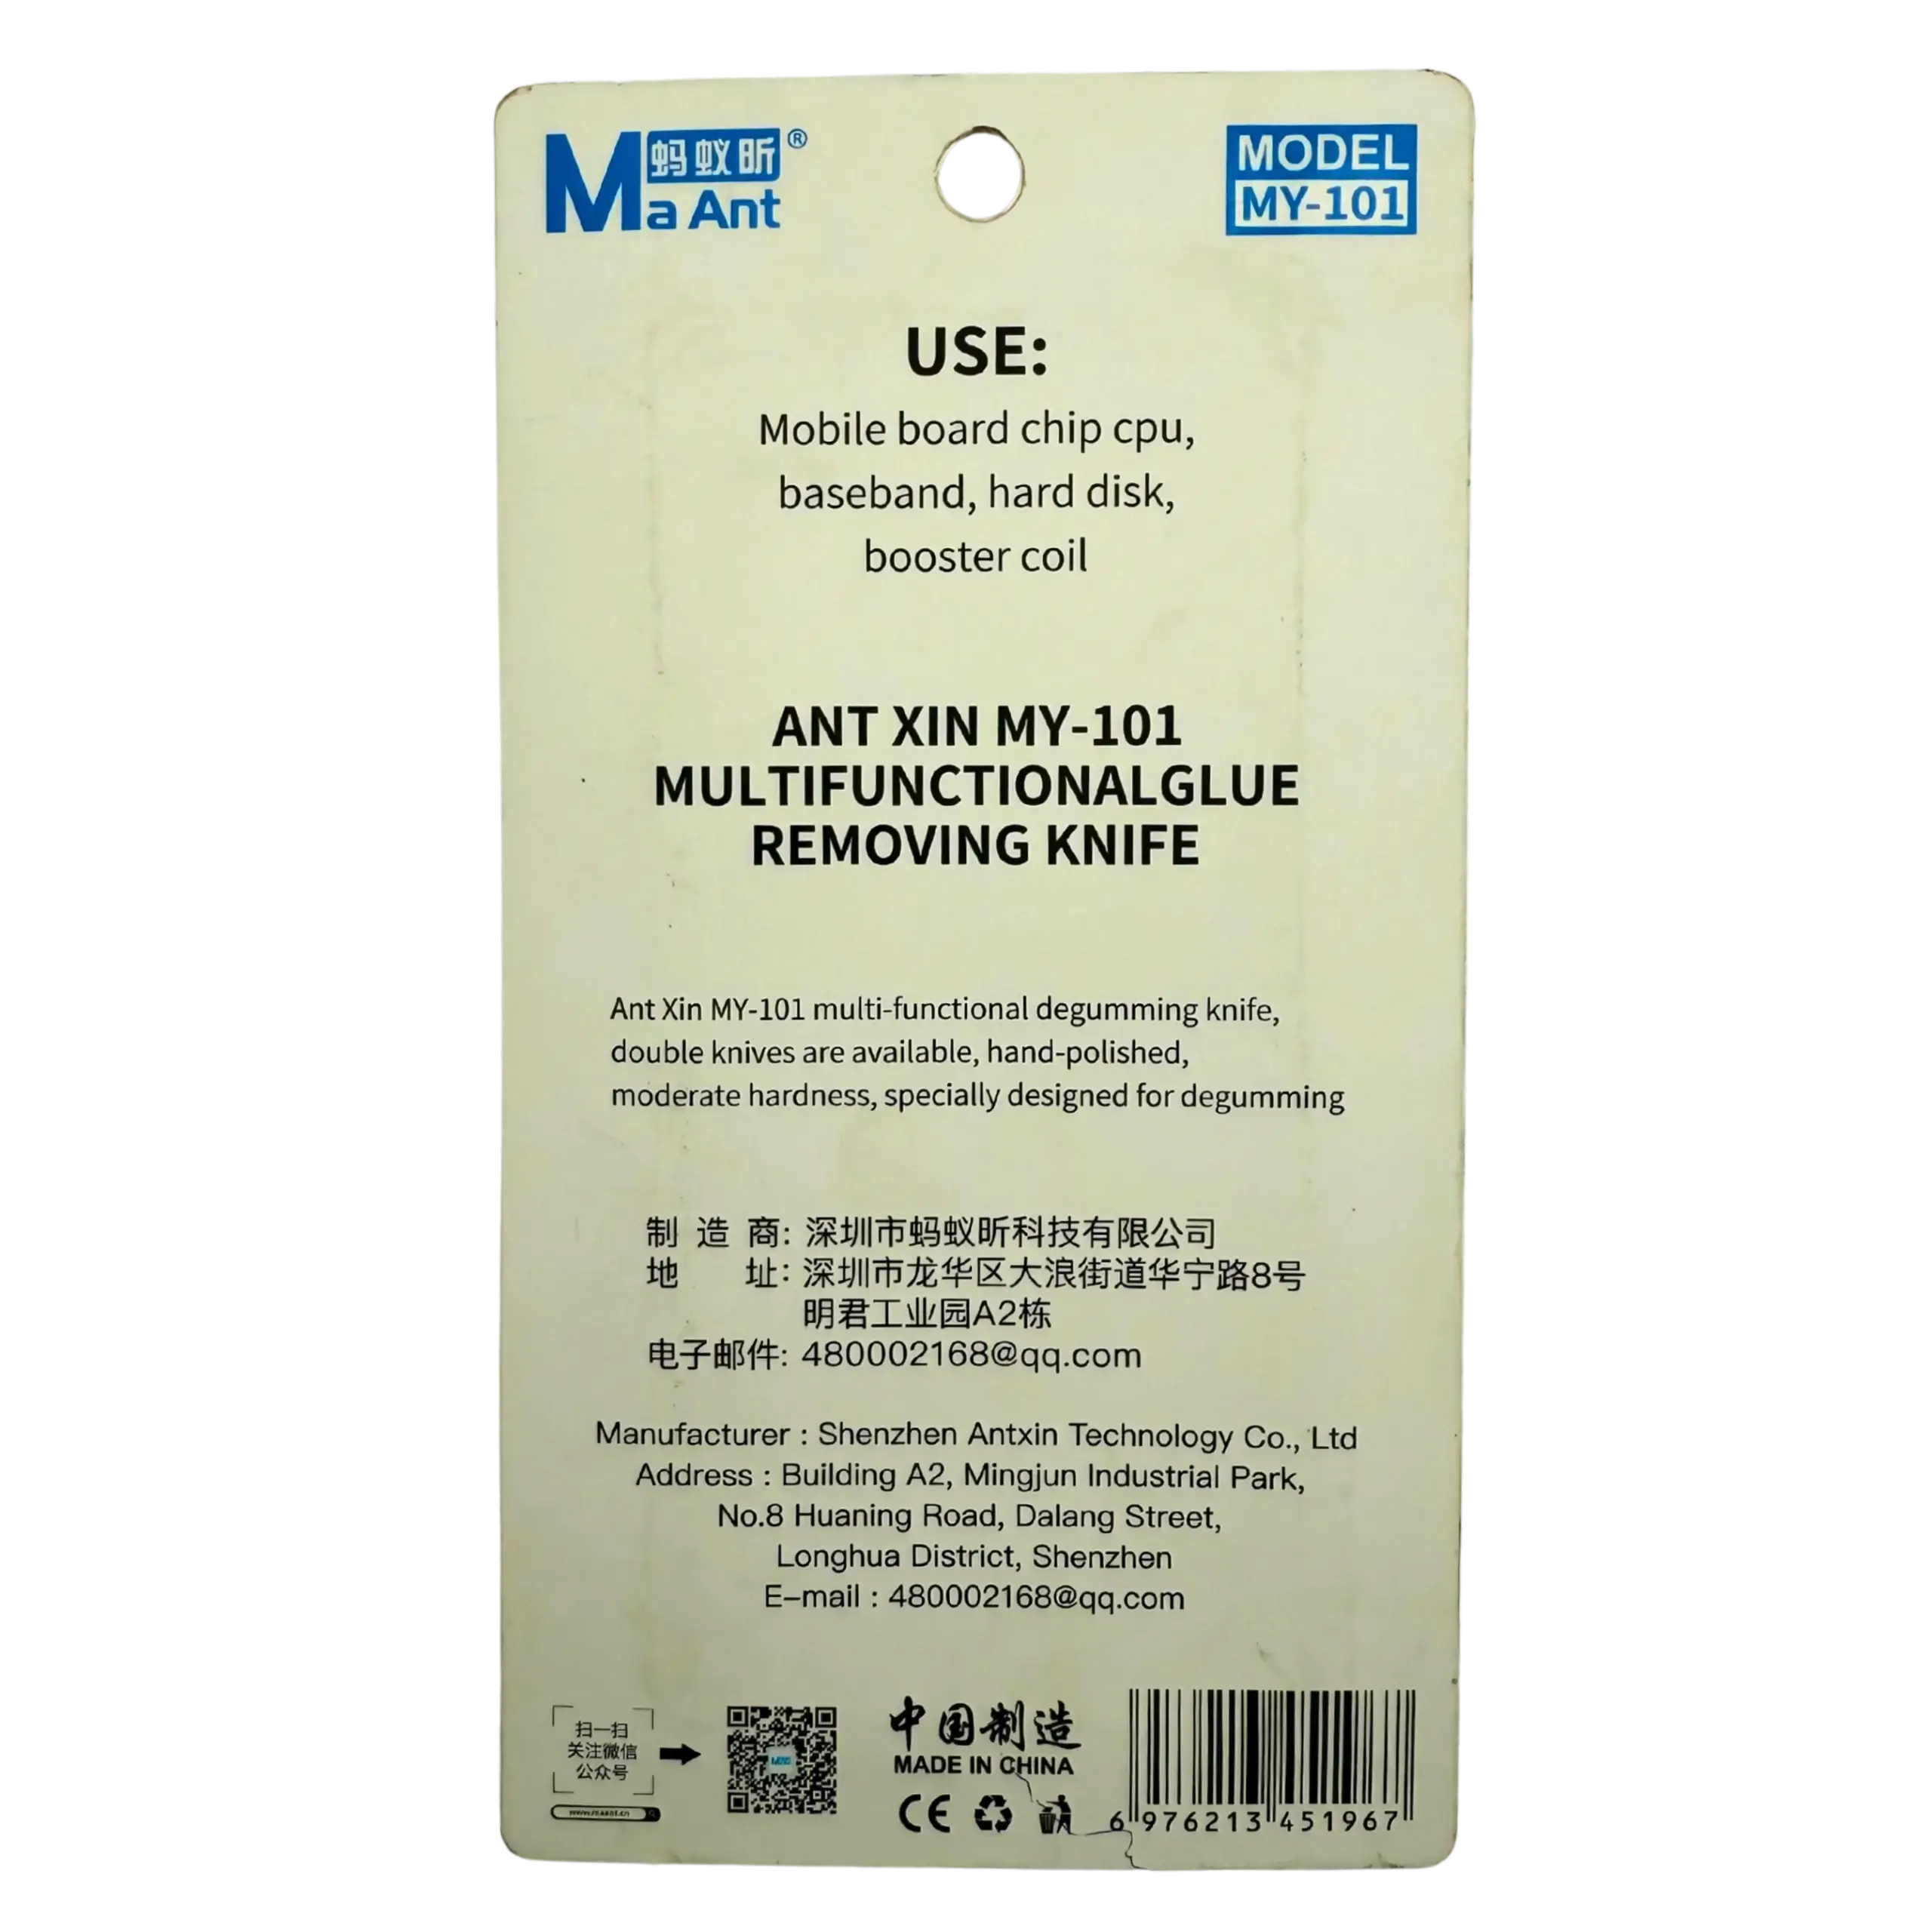 Ma Ant 蚂蚁昕®
MODEL
MY-101
USE:
Mobile board chip cpu,
baseband, hard disk,
booster coil
ANT XIN MY-101
MULTIFUNCTIONALGLUE
REMOVING KNIFE
Ant Xin MY-101 multi-functional degumming knife,
double knives are available, hand-polished,
moderate hardness, specially designed for degumming
制 造 商: 深圳市蚂蚁昕科技有限公司
地 址: 深圳市龙华区大浪街道华宁路8号
明君工业园A2栋
电子邮件: 480002168@qq.com
Manufacturer : Shenzhen Antxin Technology Co., Ltd
Address : Building A2, Mingjun Industrial Park,
No.8 Huaning Road, Dalang Street,
Longhua District, Shenzhen
E-mail : 480002168@qq.com
扫一扫
关注微信
公众号
www.maant.cn
中国制造
MADE IN CHINA
CE
6 976213 451967